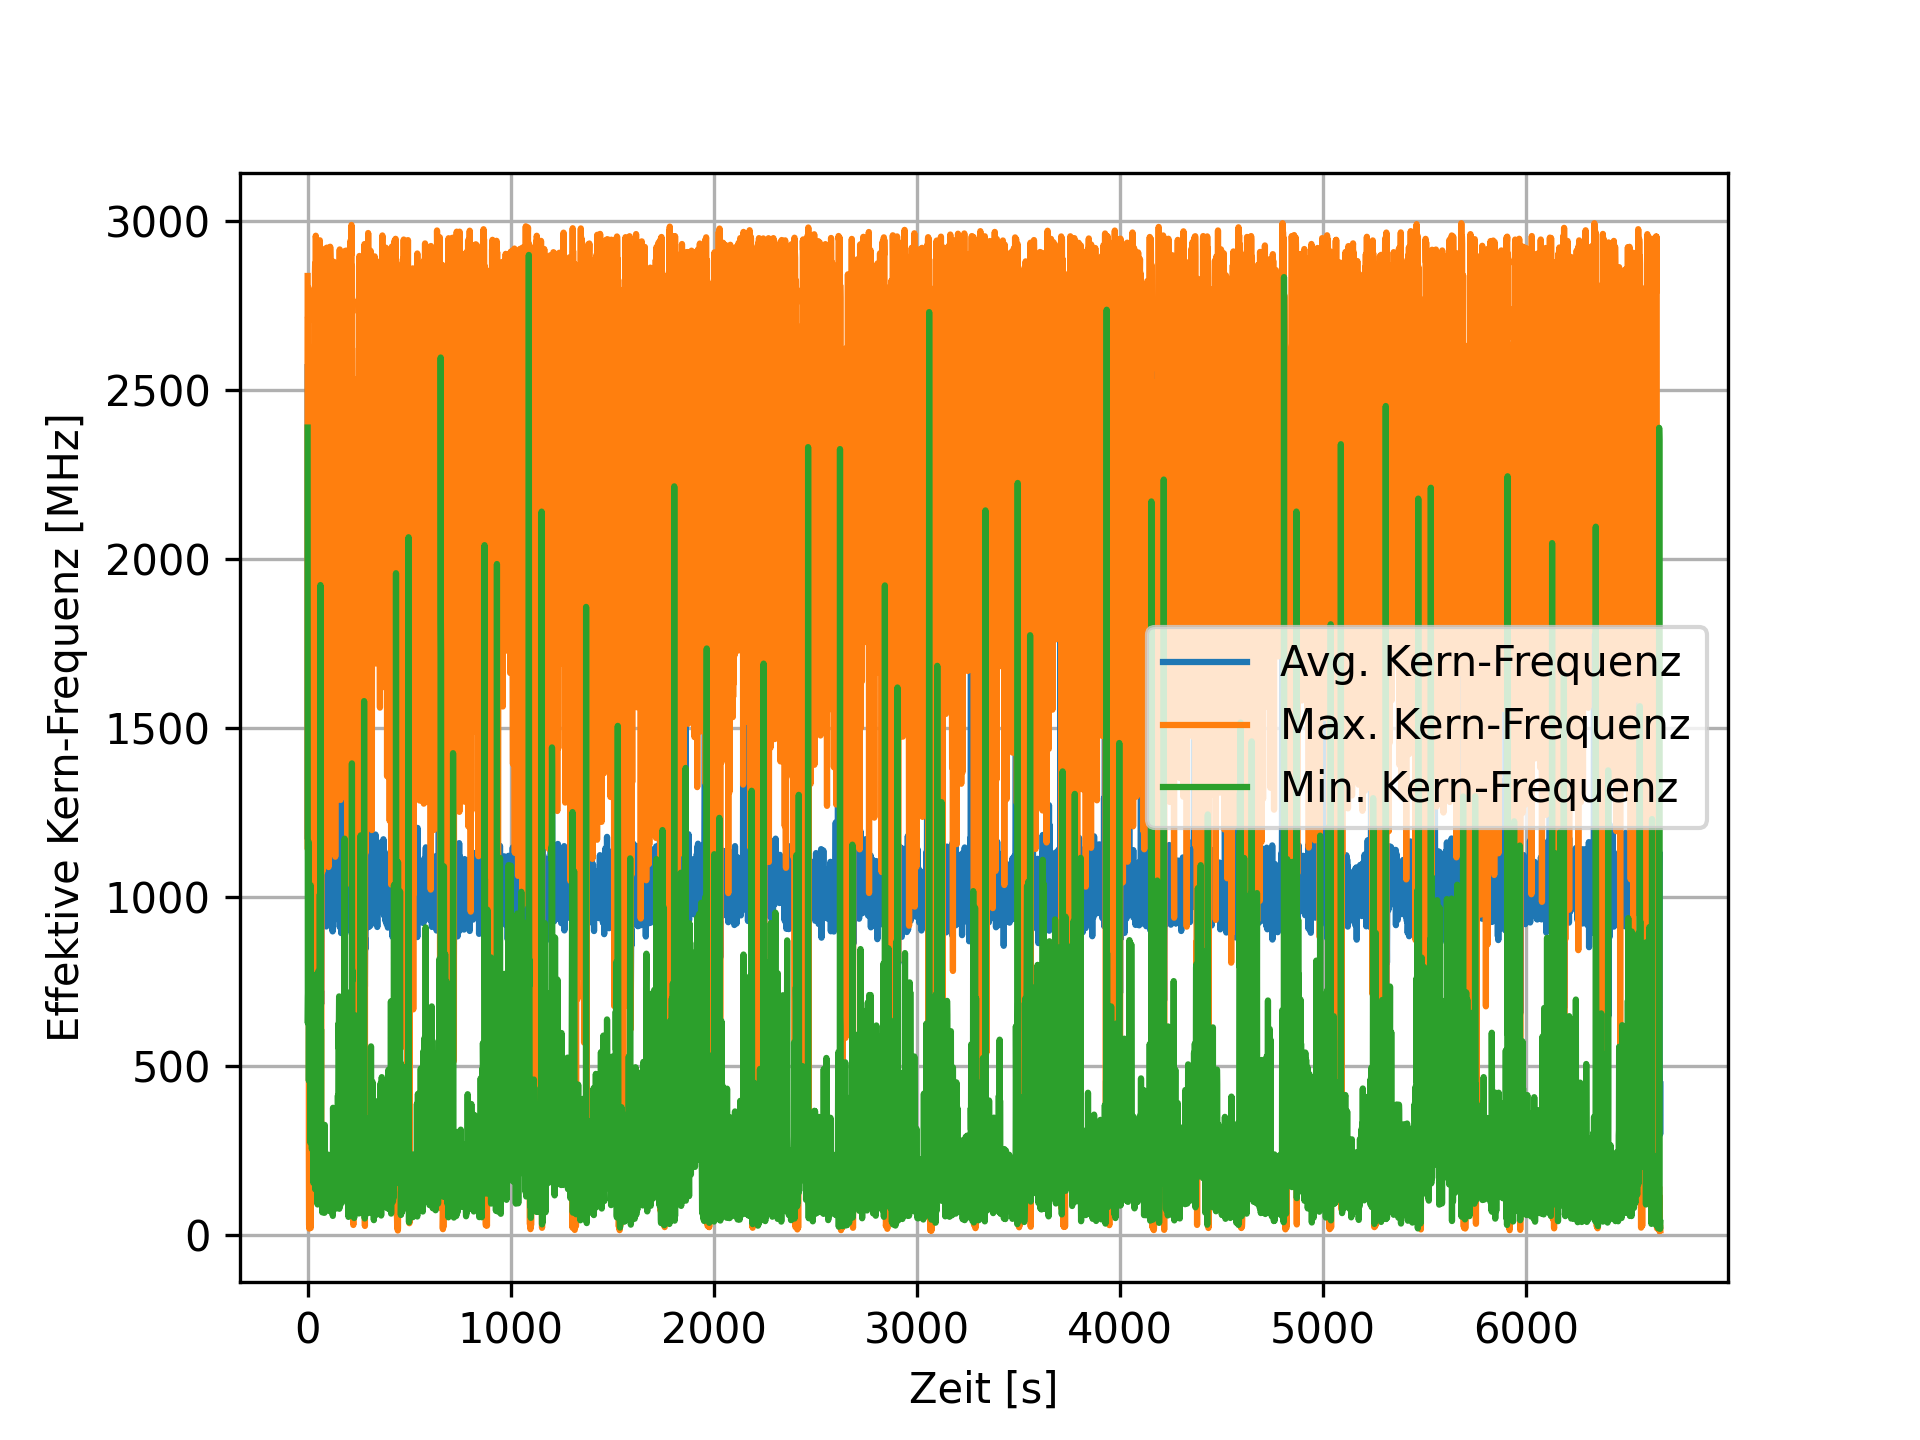 Effektive Kern-Frequenz [MHz]
3000
2500
2000
1500
1000
500
0
Avg. Kern-Frequenz
Max. Kern-Frequenz
Min. Kern-Frequenz
0 1000 2000 3000 4000 5000 6000
Zeit [s]